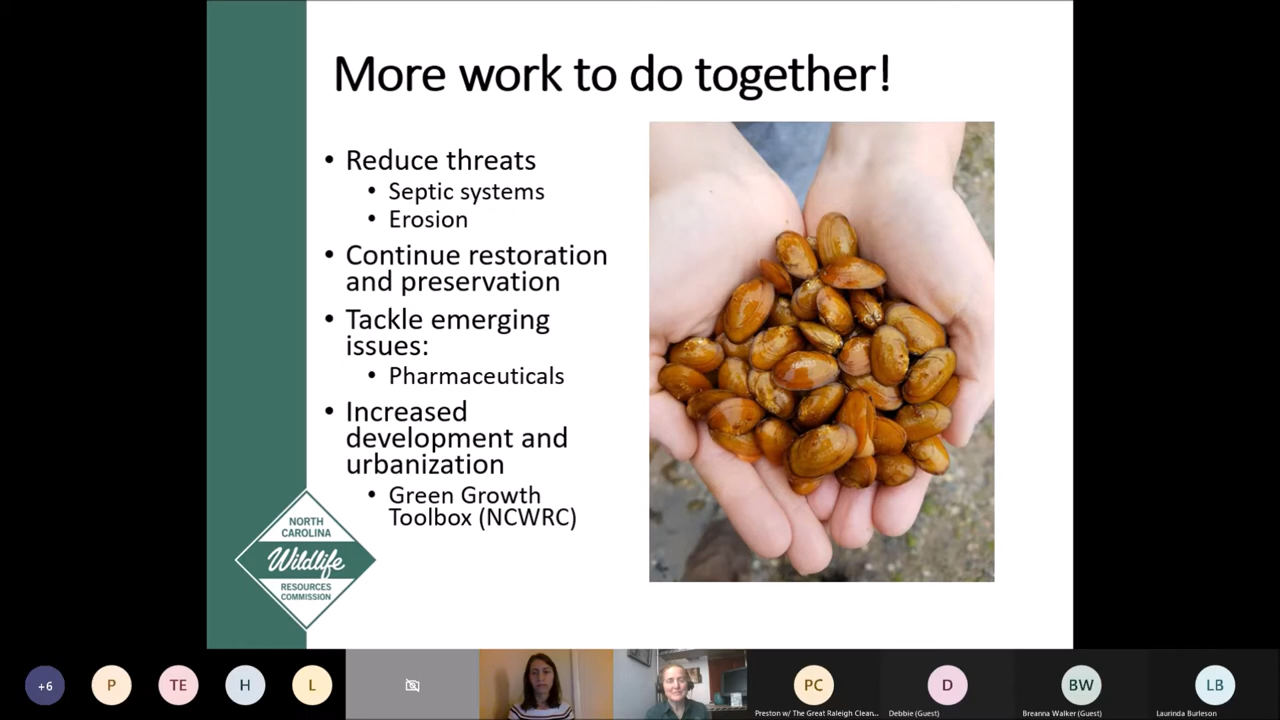 More work to do together!
• Reduce threats
• Septic systems
• Erosion
• Continue restoration
and preservation
• Tackle emerging
issues:
• Pharmaceuticals
• Increased
development and
urbanization
• Green Growth
Toolbox (NCWRC)
NORTH
CAROLINA
Wildlife
RESOURCES
COMMISSION
+6
P
TE
H
L
PC
D
BW
LB
Preston w/ The Great Raleigh Clean...
Debbie (Guest)
Breanna Walker (Guest)
Laurinda Burleson